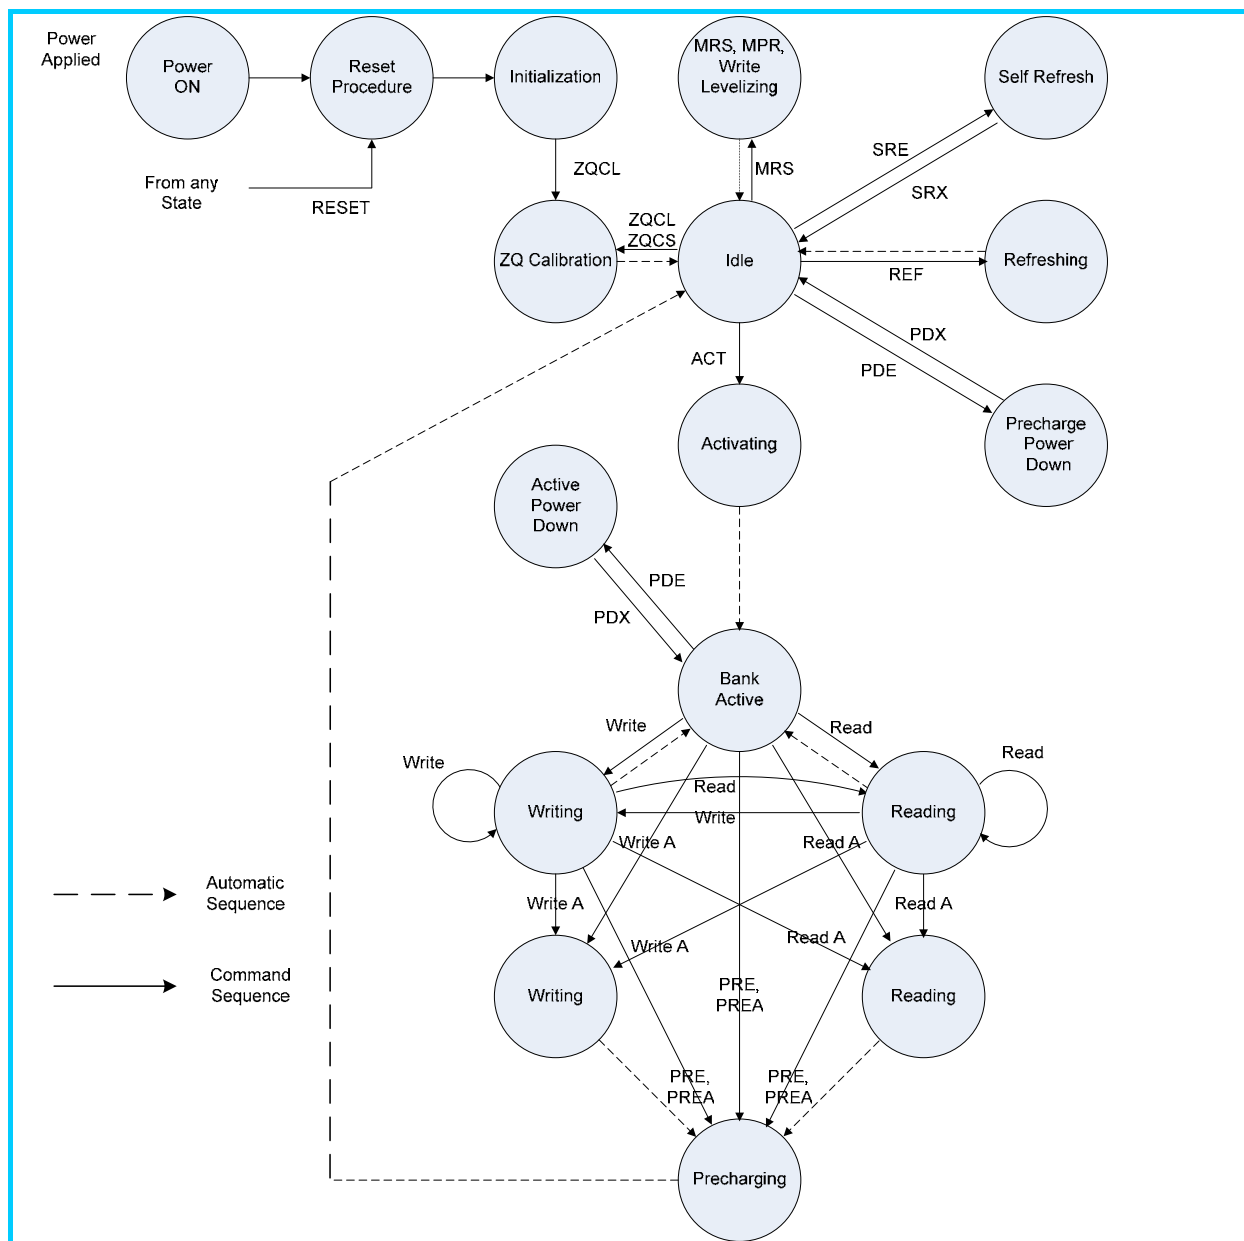 Power
Applied
Power
ON
Reset
Procedure
Initialization
MRS, MPR,
Write
Levelizing
Self Refresh
From any
State
RESET
ZQCL
MRS
SRE
SRX
ZQCL
ZQCS
ZQ Calibration
Idle
REF
Refreshing
ACT
PDX
PDE
Activating
Precharge
Power
Down
Active
Power
Down
PDE
PDX
Bank
Active
Write
Read
Write
Read
Read
Write
Writing
Reading
Write A
Read A
Write A
Read A
Write A
Read A
Automatic
Sequence
Command
Sequence
Writing
Reading
PRE,
PREA
PRE,
PREA
PRE,
PREA
Precharging